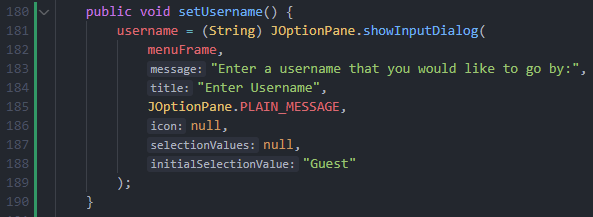 180 public void setUsername() {
181 username = (String) JOptionPane.showInputDialog(
182 menuFrame,
183 message: "Enter a username that you would like to go by:",
184 title: "Enter Username",
185 JOptionPane.PLAIN_MESSAGE,
186 icon: null,
187 selectionValues: null,
188 initialSelectionValue: "Guest"
189 );
190 }